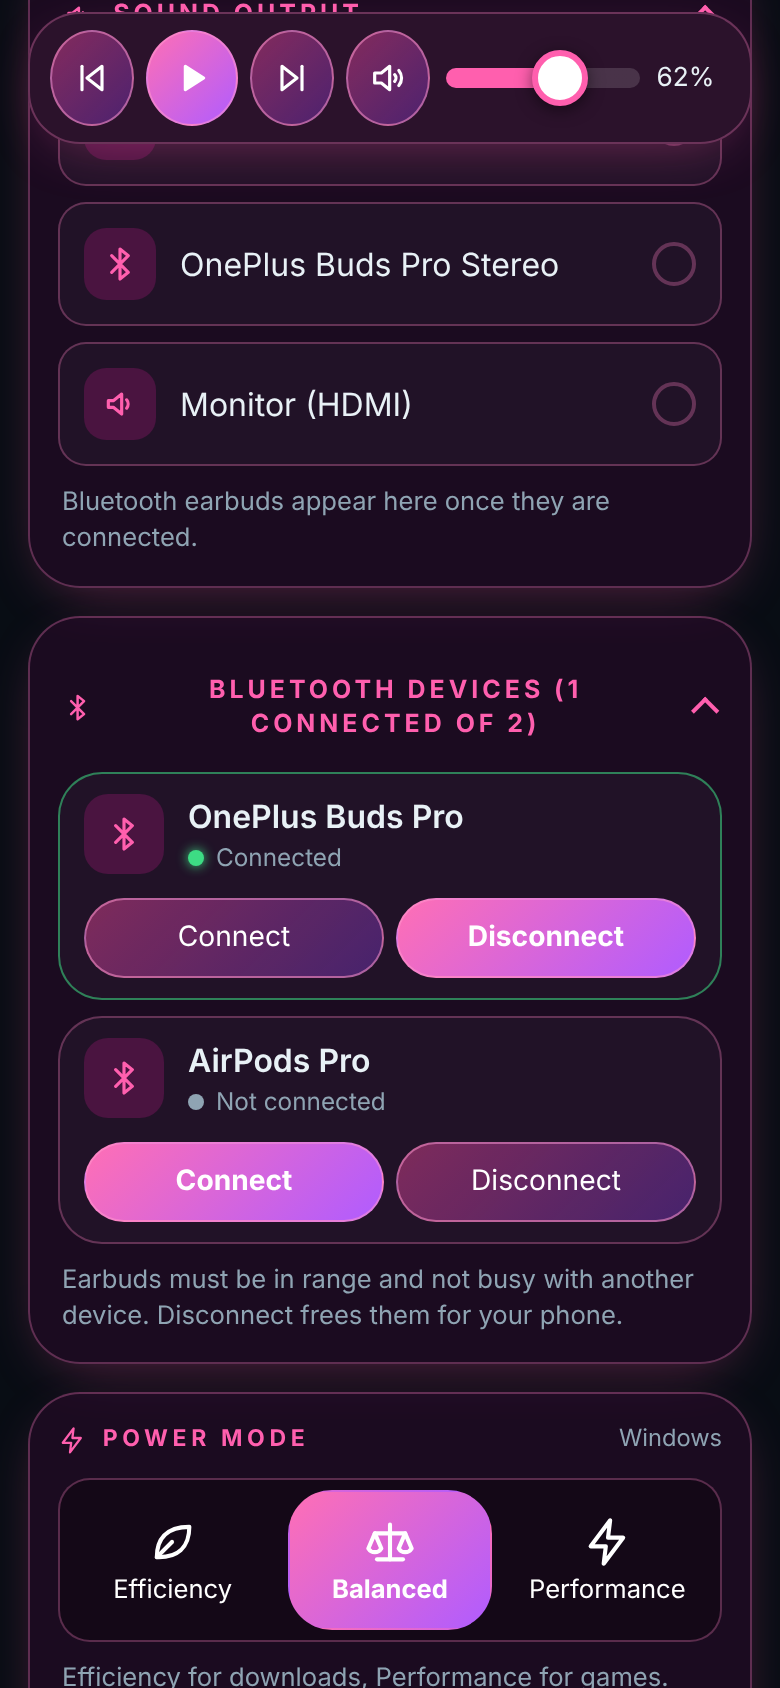 SOUND OUTPUT
62%
OnePlus Buds Pro Stereo
Monitor (HDMI)
Bluetooth earbuds appear here once they are
connected.
BLUETOOTH DEVICES (1
CONNECTED OF 2)
OnePlus Buds Pro
Connected
Connect Disconnect
AirPods Pro
Not connected
Connect Disconnect
Earbuds must be in range and not busy with another
device. Disconnect frees them for your phone.
POWER MODE Windows
Efficiency Balanced Performance
Efficiency for downloads, Performance for games.